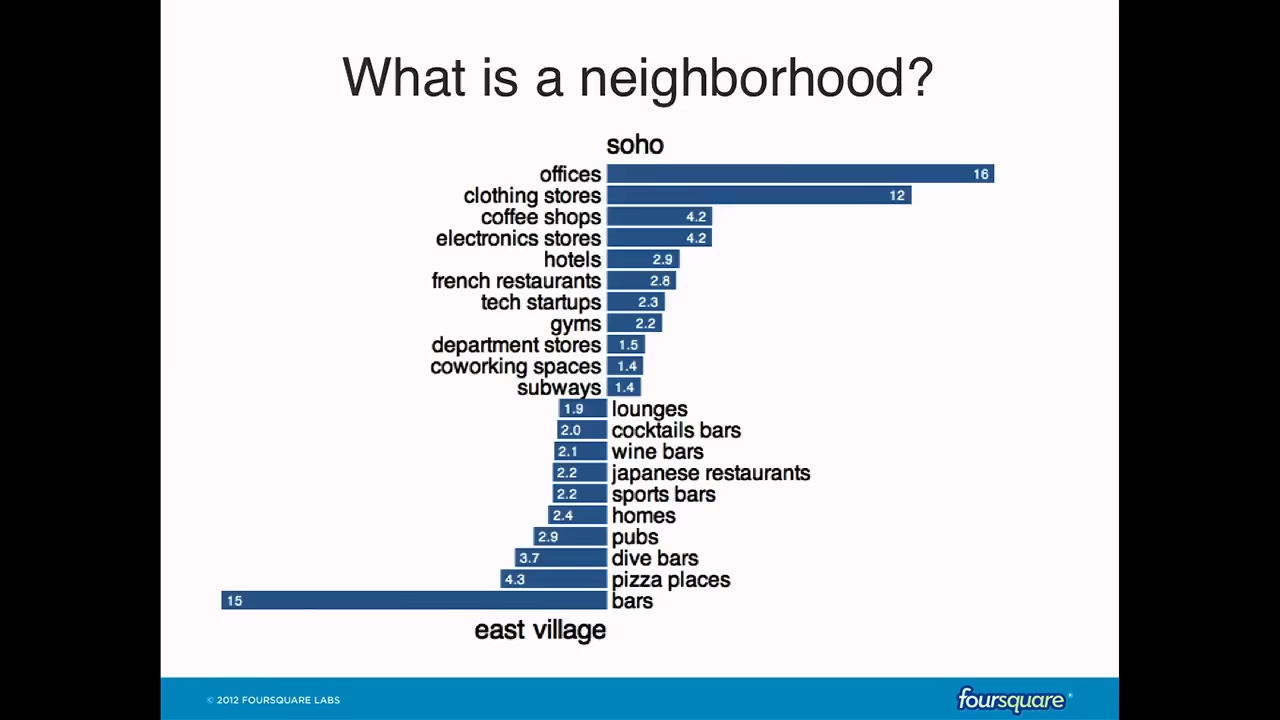 What is a neighborhood?
soho
offices 16
clothing stores 12
coffee shops 4.2
electronics stores 4.2
hotels 2.9
french restaurants 2.8
tech startups 2.3
gyms 2.2
department stores 1.5
coworking spaces 1.4
subways 1.4
1.9 lounges
2.0 cocktails bars
2.1 wine bars
2.2 japanese restaurants
2.2 sports bars
2.4 homes
2.9 pubs
3.7 dive bars
4.3 pizza places
15 bars
east village
© 2012 FOURSQUARE LABS
foursquare®